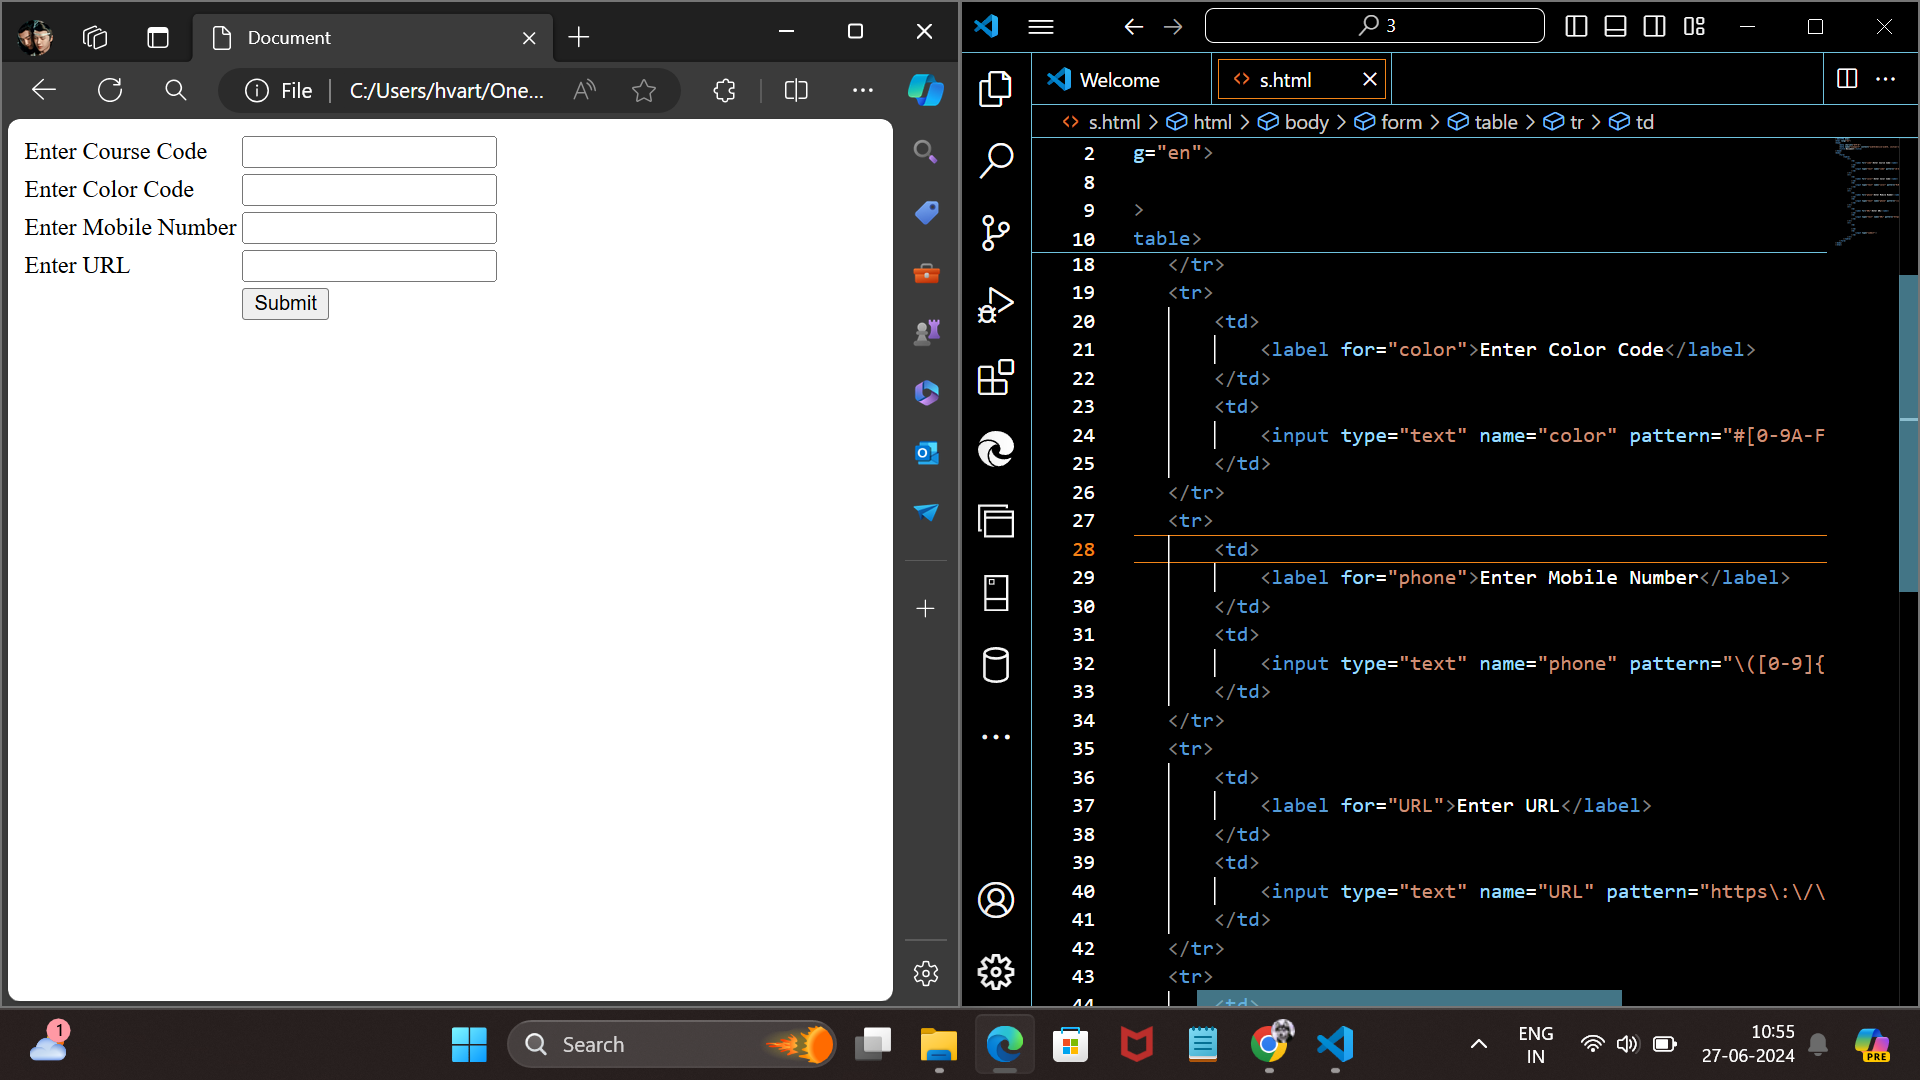 Document
File
C:/Users/hvart/One...
Enter Course Code
Enter Color Code
Enter Mobile Number
Enter URL
Submit
3
Welcome
<> s.html
<> s.html > html > body > form > table > tr > td
2 g="en">
8
9 >
10 table>
18 </tr>
19 <tr>
20 <td>
21 <label for="color">Enter Color Code</label>
22 </td>
23 <td>
24 <input type="text" name="color" pattern="#[0-9A-F
25 </td>
26 </tr>
27 <tr>
28 <td>
29 <label for="phone">Enter Mobile Number</label>
30 </td>
31 <td>
32 <input type="text" name="phone" pattern="\([0-9]{
33 </td>
34 </tr>
35 <tr>
36 <td>
37 <label for="URL">Enter URL</label>
38 </td>
39 <td>
40 <input type="text" name="URL" pattern="https\:\/\
41 </td>
42 </tr>
43 <tr>
44 <td>
1
Search
ENG
IN
10:55
27-06-2024
PRE